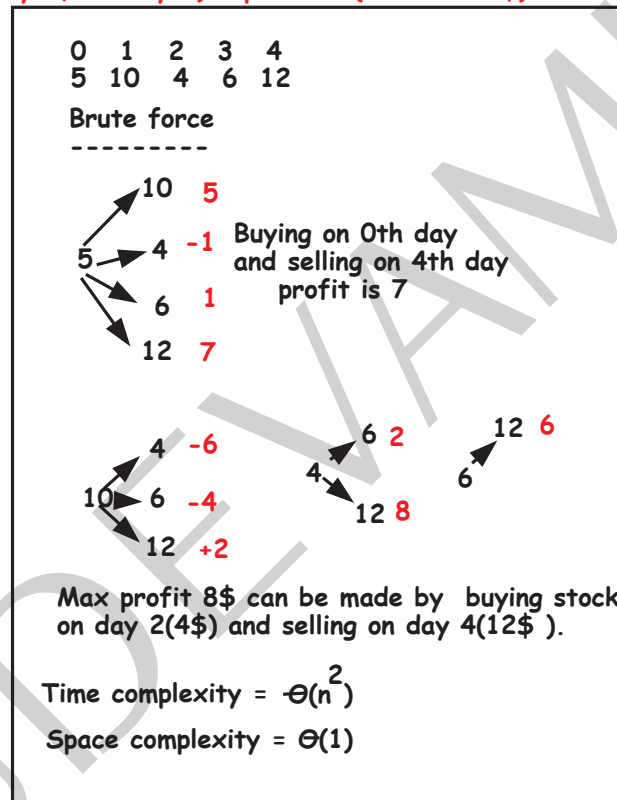 0 1 2 3 4
5 10 4 6 12
Brute force
---------
10 5
5
4 -1
6 1
12 7
Buying on 0th day
and selling on 4th day
profit is 7
10
4 -6
6 -4
12 +2
4
6 2
12 8
6
12 6
Max profit 8$ can be made by buying stock
on day 2(4$) and selling on day 4(12$ ).
Time complexity = Θ(n²)
Space complexity = Θ(1)